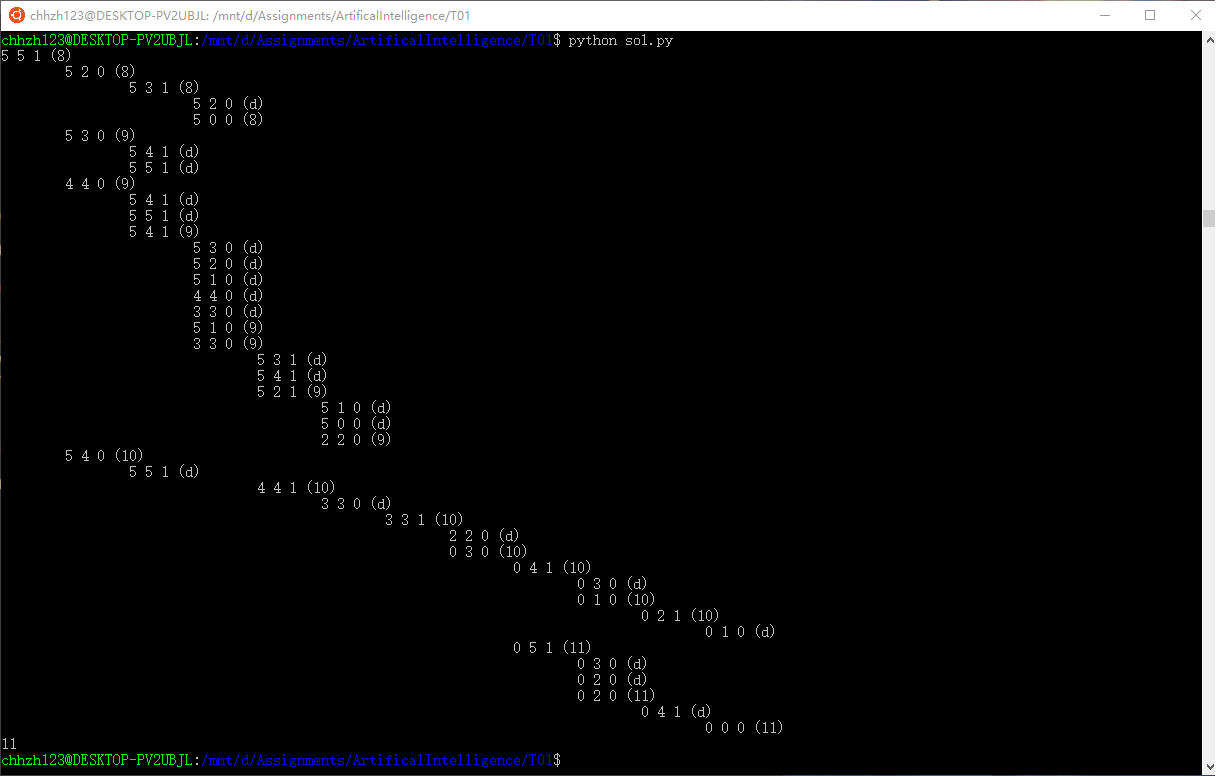 chhzh123@DESKTOP-PV2UBJL: /mnt/d/Assignments/ArtificalIntelligence/T01
chhzh123@DESKTOP-PV2UBJL:/mnt/d/Assignments/ArtificalIntelligence/T01$ python sol.py
5 5 1 (8)
5 2 0 (8)
5 3 1 (8)
5 2 0 (d)
5 0 0 (8)
5 3 0 (9)
5 4 1 (d)
5 5 1 (d)
4 4 0 (9)
5 4 1 (d)
5 5 1 (d)
5 4 1 (9)
5 3 0 (d)
5 2 0 (d)
5 1 0 (d)
4 4 0 (d)
3 3 0 (d)
5 1 0 (9)
3 3 0 (9)
5 3 1 (d)
5 4 1 (d)
5 2 1 (9)
5 1 0 (d)
5 0 0 (d)
2 2 0 (9)
5 4 0 (10)
5 5 1 (d)
4 4 1 (10)
3 3 0 (d)
3 3 1 (10)
2 2 0 (d)
0 3 0 (10)
0 4 1 (10)
0 3 0 (d)
0 1 0 (10)
0 2 1 (10)
0 1 0 (d)
0 5 1 (11)
0 3 0 (d)
0 2 0 (d)
0 2 0 (11)
0 4 1 (d)
0 0 0 (11)
11
chhzh123@DESKTOP-PV2UBJL:/mnt/d/Assignments/ArtificalIntelligence/T01$